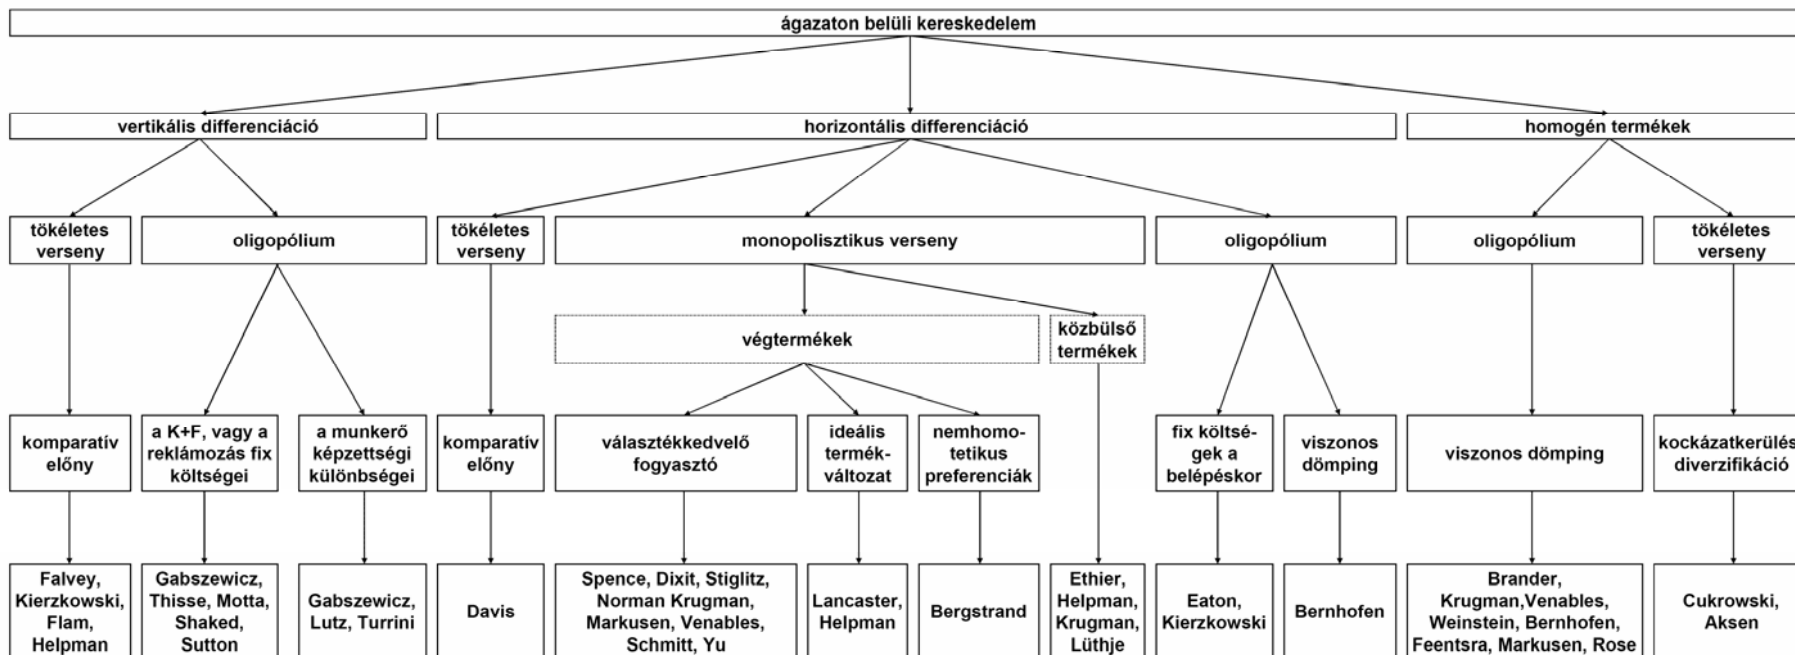 ágazaton belüli kereskedelem
vertikális differenciáció
horizontális differenciáció
homogén termékek
tökéletes
verseny
oligopólium
tökéletes
verseny
monopolisztikus verseny
oligopólium
oligopólium
tökéletes
verseny
végtermékek
közbülső
termékek
komparatív
előny
a K+F, vagy a
reklámozás fix
költségei
a munkerő
képzettségi
különbségei
komparatív
előny
választékkedvelő
fogyasztó
ideális
termék-
változat
nemhomo-
tetikus
preferenciák
fix költsé-
gek a
belépéskor
viszonos
dömping
viszonos dömping
kockázatkerülés
diverzifikáció
Falvey,
Kierzkowski,
Flam,
Helpman
Gabszewicz,
Thisse, Motta,
Shaked,
Sutton
Gabszewicz,
Lutz, Turrini
Davis
Spence, Dixit, Stiglitz,
Norman Krugman,
Markusen, Venables,
Schmitt, Yu
Lancaster,
Helpman
Bergstrand
Ethier,
Helpman,
Krugman,
Lüthje
Eaton,
Kierzkowski
Bernhofen
Brander,
Krugman,Venables,
Weinstein, Bernhofen,
Feentsra, Markusen, Rose
Cukrowski,
Aksen